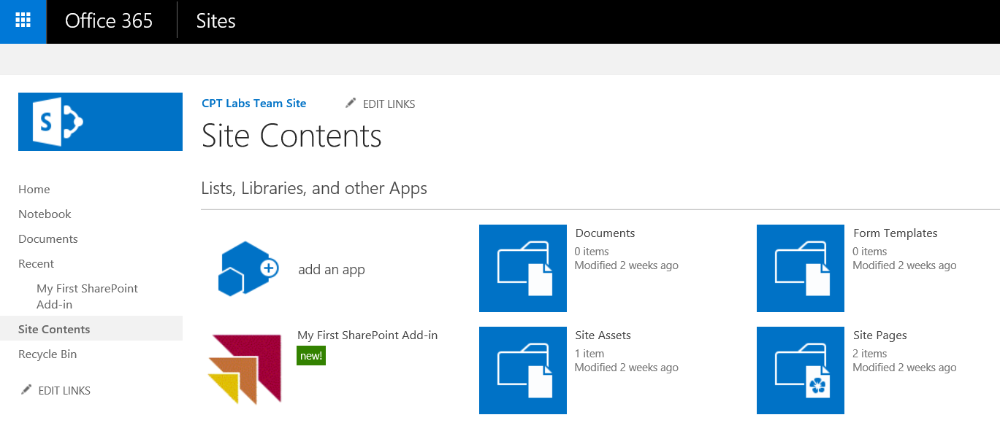 Office 365
Sites
S
CPT Labs Team Site
EDIT LINKS
Site Contents
Home
Notebook
Documents
Recent
My First SharePoint
Add-in
Site Contents
Recycle Bin
EDIT LINKS
Lists, Libraries, and other Apps
add an app
Documents
0 items
Modified 2 weeks ago
Form Templates
0 items
Modified 2 weeks ago
My First SharePoint Add-in
new!
Site Assets
1 item
Modified 2 weeks ago
Site Pages
2 items
Modified 2 weeks ago